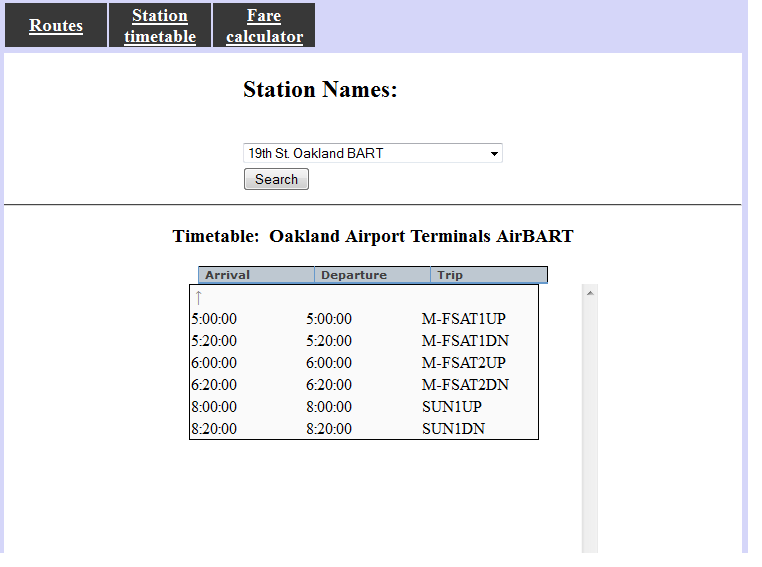 Routes
Station timetable
Fare calculator
Station Names:
19th St. Oakland BART
Search
Timetable:  Oakland Airport Terminals AirBART
Arrival Departure Trip
↑
5:00:00 5:00:00 M-FSAT1UP
5:20:00 5:20:00 M-FSAT1DN
6:00:00 6:00:00 M-FSAT2UP
6:20:00 6:20:00 M-FSAT2DN
8:00:00 8:00:00 SUN1UP
8:20:00 8:20:00 SUN1DN